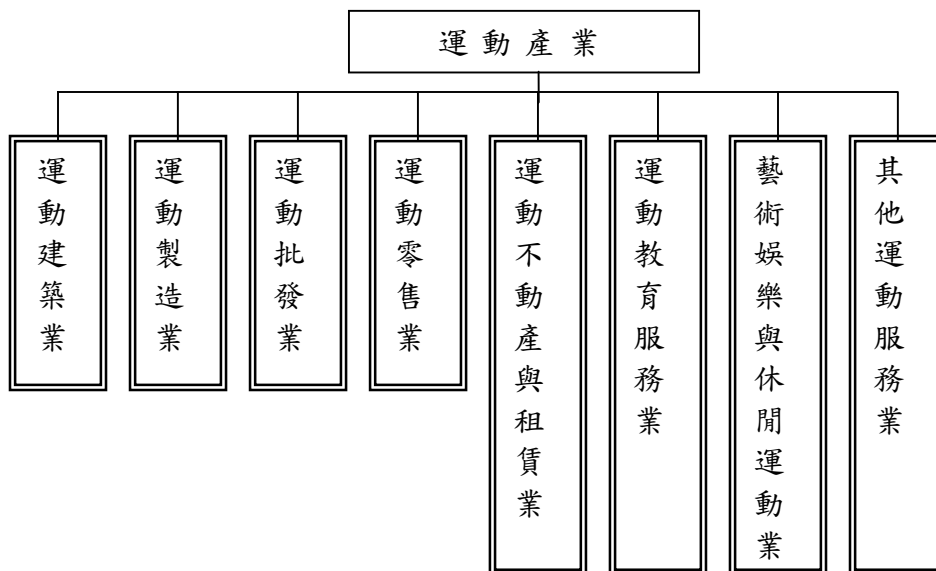 運動產業
運動建築業
運動製造業
運動批發業
運動零售業
運動不動產與租賃業
運動教育服務業
藝術娛樂與休閒運動業
其他運動服務業